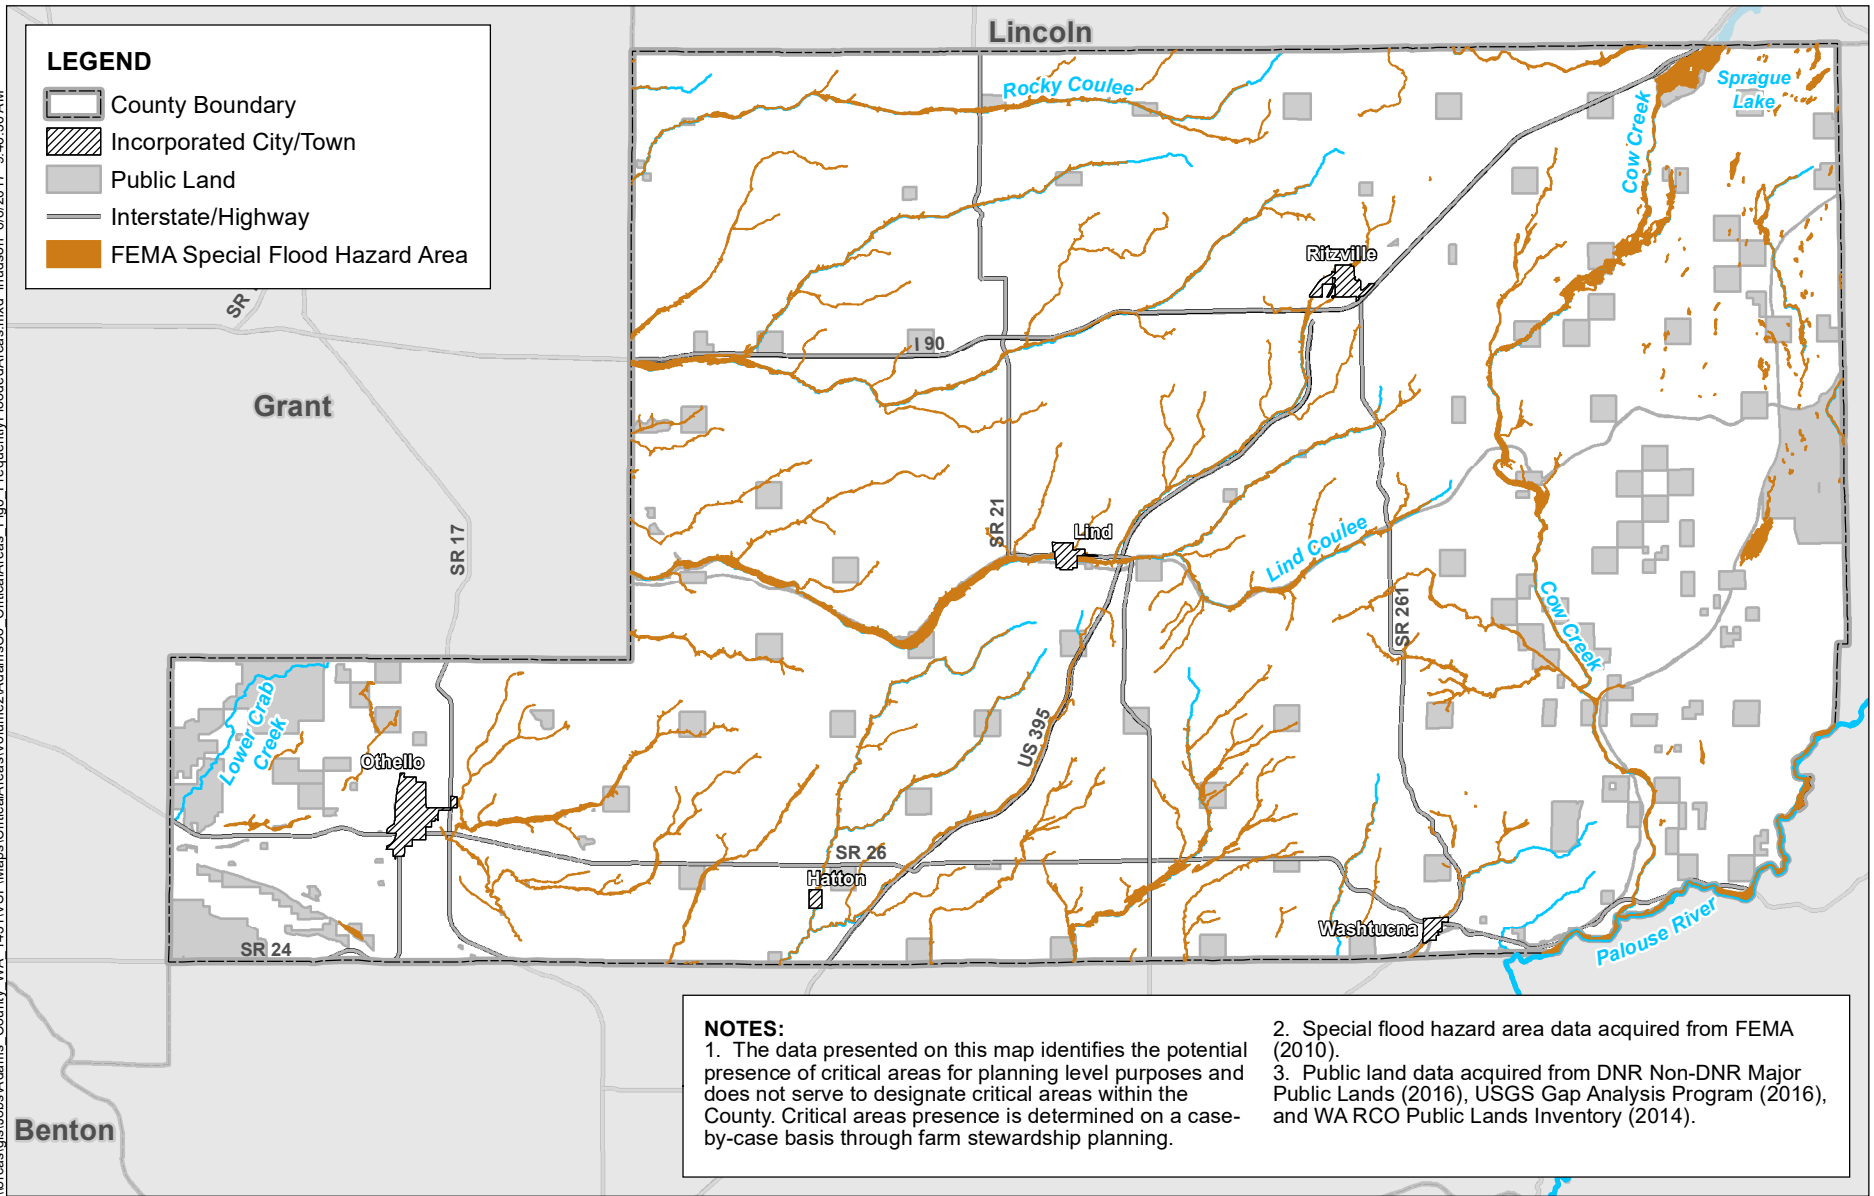 Lincoln
LEGEND
County Boundary
Incorporated City/Town
Public Land
Interstate/Highway
FEMA Special Flood Hazard Area
Rocky Coulee
Sprague
Lake
Cow Creek
Ritzville
SR
I 90
Grant
SR 21
SR 17
Lind
Lind Coulee
SR 261
Cow Creek
Lower Crab
Creek
Othello
US 395
SR 26
Hatton
Washtucna
Palouse River
SR 24
Benton
NOTES:
1. The data presented on this map identifies the potential
presence of critical areas for planning level purposes and
does not serve to designate critical areas within the
County. Critical areas presence is determined on a case-
by-case basis through farm stewardship planning.
2. Special flood hazard area data acquired from FEMA
(2010).
3. Public land data acquired from DNR Non-DNR Major
Public Lands (2016), USGS Gap Analysis Program (2016),
and WA RCO Public Lands Inventory (2014).